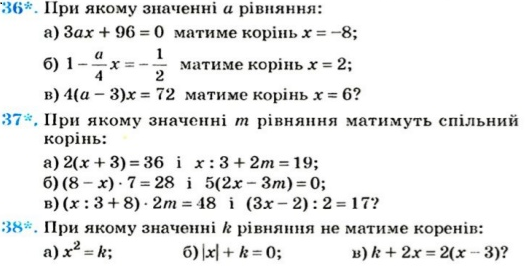 36*. При якому значенні a рівняння:
а) 3ax + 96 = 0 матиме корінь x = −8;
б) 1 − a/4 x = − 1/2 матиме корінь x = 2;
в) 4(a − 3)x = 72 матиме корінь x = 6?
37*. При якому значенні m рівняння матимуть спільний
корінь:
а) 2(x + 3) = 36 і x : 3 + 2m = 19;
б) (8 − x) · 7 = 28 і 5(2x − 3m) = 0;
в) (x : 3 + 8) · 2m = 48 і (3x − 2) : 2 = 17?
38*. При якому значенні k рівняння не матиме коренів:
а) x² = k; б) |x| + k = 0; в) k + 2x = 2(x − 3)?